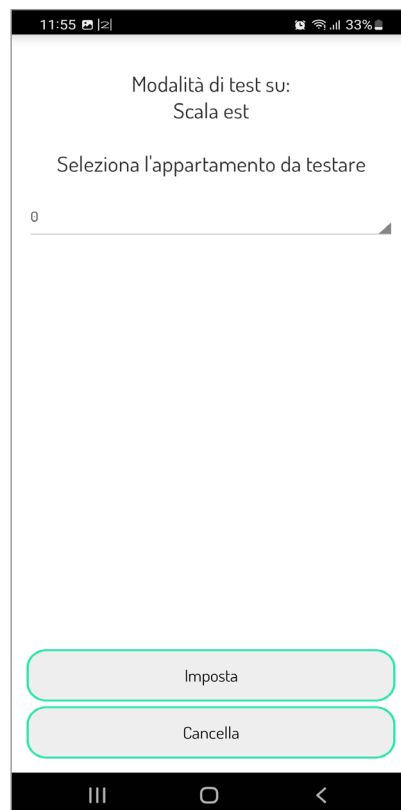 11:55
33%
Modalità di test su:
Scala est
Seleziona l'appartamento da testare
0
Imposta
Cancella